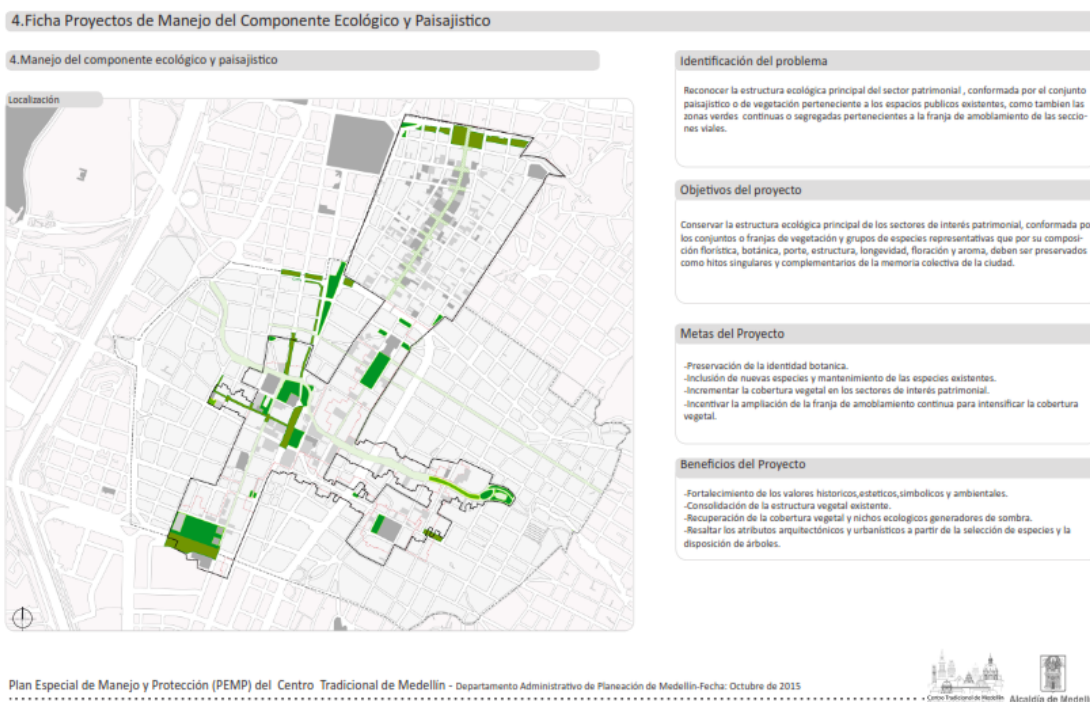 4.Ficha Proyectos de Manejo del Componente Ecológico y Paisajistico
4.Manejo del componente ecológico y paisajistico
Localización
Identificación del problema
Reconocer la estructura ecológica principal del sector patrimonial , conformada por el conjunto
paisajístico o de vegetación perteneciente a los espacios publicos existentes, como tambien las
zonas verdes continuas o segregadas pertenecientes a la franja de amoblamiento de las seccio-
nes viales.
Objetivos del proyecto
Conservar la estructura ecológica principal de los sectores de interés patrimonial, conformada po
los conjuntos o franjas de vegetación y grupos de especies representativas que por su composi-
ción florística, botánica, porte, estructura, longevidad, floración y aroma, deben ser preservados
como hitos singulares y complementarios de la memoria colectiva de la ciudad.
Metas del Proyecto
-Preservación de la identidad botanica.
-Inclusión de nuevas especies y mantenimiento de las especies existentes.
-Incrementar la cobertura vegetal en los sectores de interés patrimonial.
-Incentivar la ampliación de la franja de amoblamiento continua para intensificar la cobertura
vegetal.
Beneficios del Proyecto
-Fortalecimiento de los valores historicos,esteticos,simbolicos y ambientales.
-Consolidación de la estructura vegetal existente.
-Recuperación de la cobertura vegetal y nichos ecologicos generadores de sombra.
-Resaltar los atributos arquitectónicos y urbanísticos a partir de la selección de especies y la
disposición de árboles.
Plan Especial de Manejo y Protección (PEMP) del Centro Tradicional de Medellín - Departamento Administrativo de Planeación de Medellín-Fecha: Octubre de 2015
Centro Tradicional de Medellín
Alcaldía de Medell